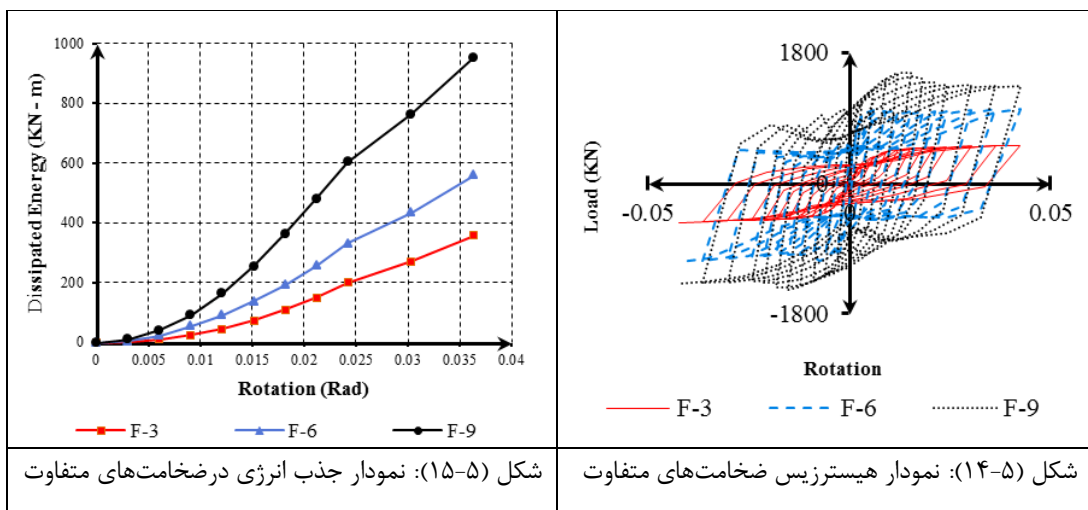 1000
800
600
400
200
0
Dissipated Energy (KN - m)
0 0.005 0.01 0.015 0.02 0.025 0.03 0.035 0.04
Rotation (Rad)
F-3 F-6 F-9
شکل (۵-۱۵): نمودار جذب انرژی درضخامت‌های متفاوت
1800
0
-1800
Load (KN)
-0.05 0 0.05
Rotation
F-3 F-6 F-9
شکل (۵-۱۴): نمودار هیسترزیس ضخامت‌های متفاوت